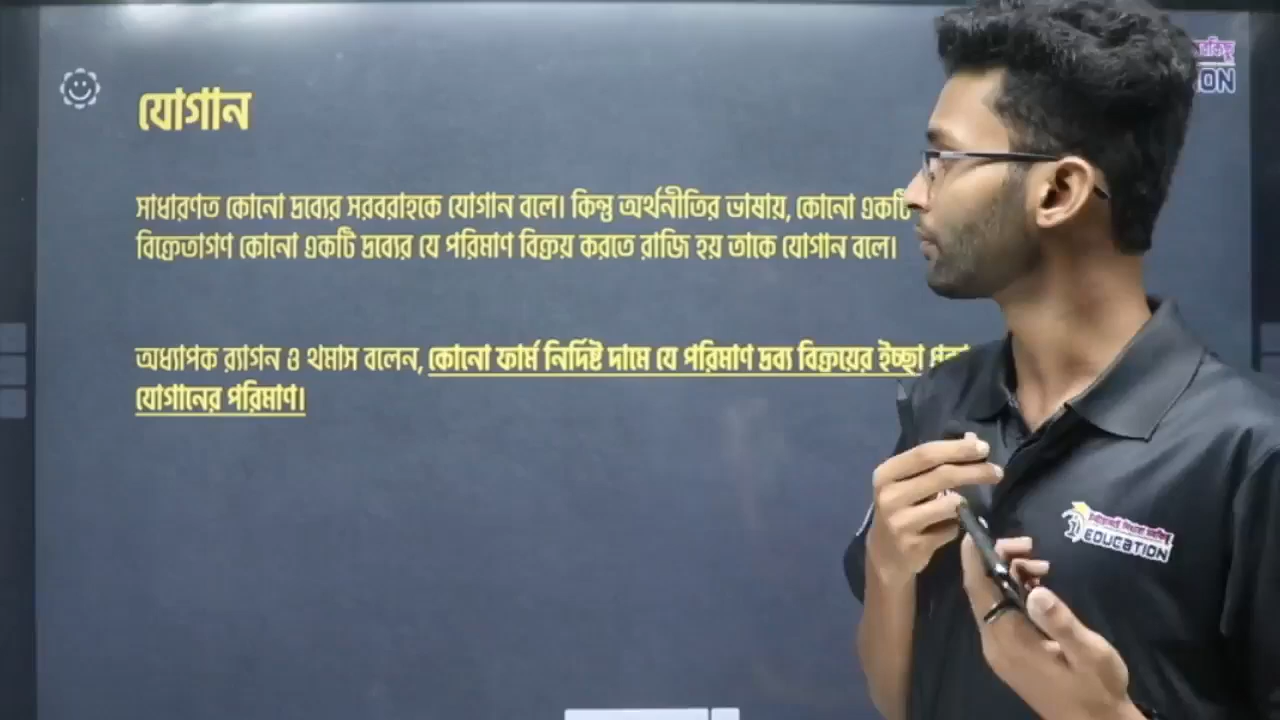 যোগান
সাধারণত কোনো দ্রব্যের সরবরাহকে যোগান বলে। কিন্তু অর্থনীতির ভাষায়, কোনো একটি
বিক্রেতাগণ কোনো একটি দ্রব্যের যে পরিমাণ বিক্রয় করতে রাজি হয় তাকে যোগান বলে।
অধ্যাপক র‍্যাগন ও থমাস বলেন, কোনো ফার্ম নির্দিষ্ট দামে যে পরিমাণ দ্রব্য বিক্রয়ের ইচ্ছা
যোগানের পরিমাণ।
EDUCATION